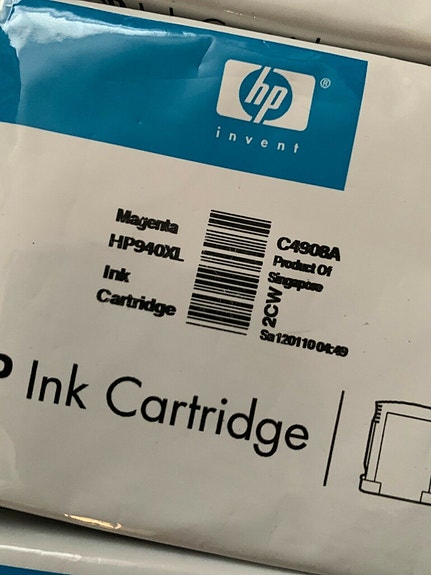 hp
®
invent
Magenta
HP940XL
Ink
Cartridge
C4908A
Product Of
Singapore
2CW
Sa120110 04:49
P Ink Cartridge